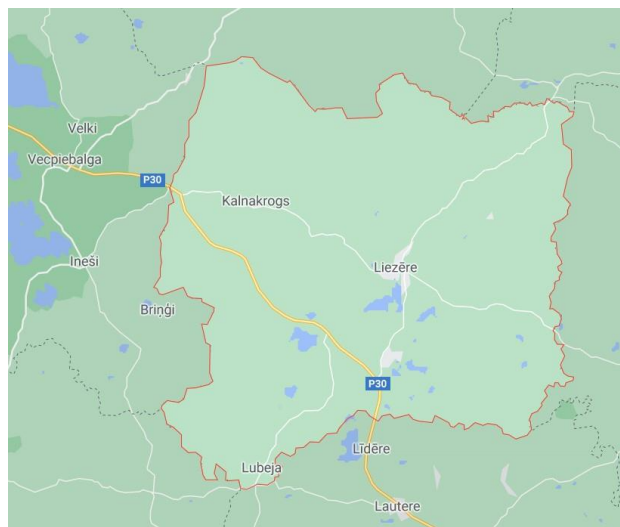 Velki
Vecpiebalga
P30
Kalnakrogs
Ineši
Liezēre
Briņģi
P30
Līdēre
Lubeja
Lautere